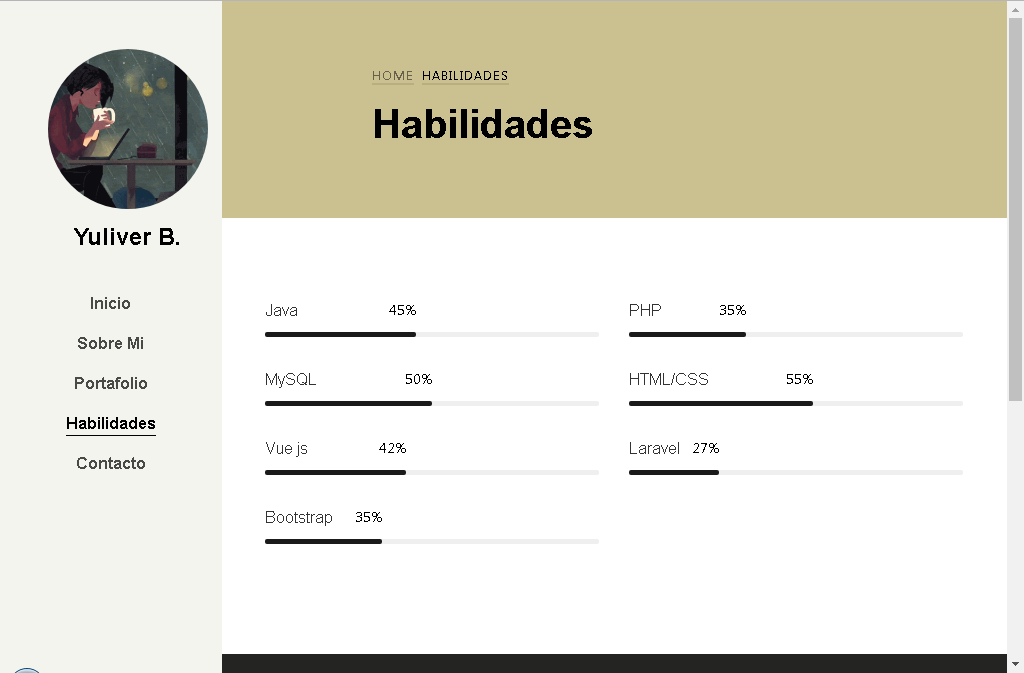 Yuliver B.
Inicio
Sobre Mi
Portafolio
Habilidades
Contacto
HOME HABILIDADES
Habilidades
Java 45%
PHP 35%
MySQL 50%
HTML/CSS 55%
Vue js 42%
Laravel 27%
Bootstrap 35%